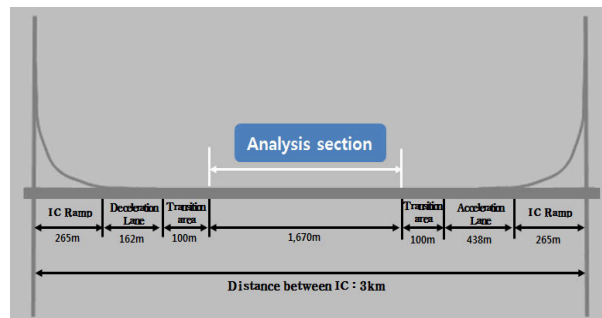 Analysis section
IC Ramp
Deceleration
Lane
Transition
area
Transition
area
Acceleration
Lane
IC Ramp
265m
162m
100m
1,670m
100m
438m
265m
Distance between IC : 3km